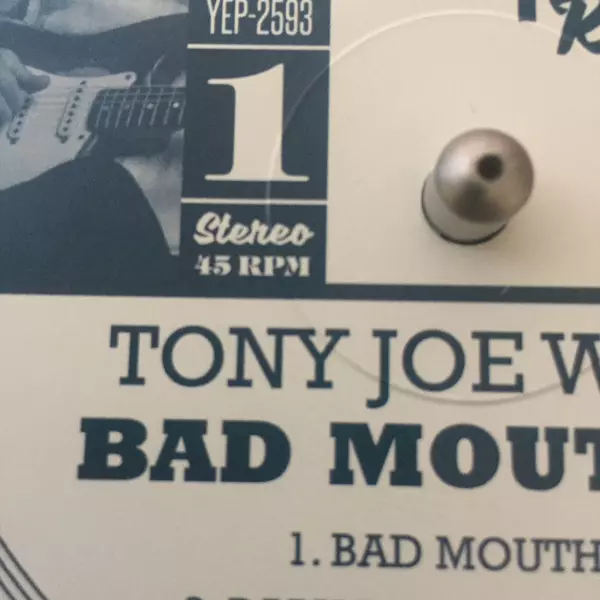 YEP-2593
1
Stereo
45 RPM
TONY JOE W
BAD MOUT
1. BAD MOUTH